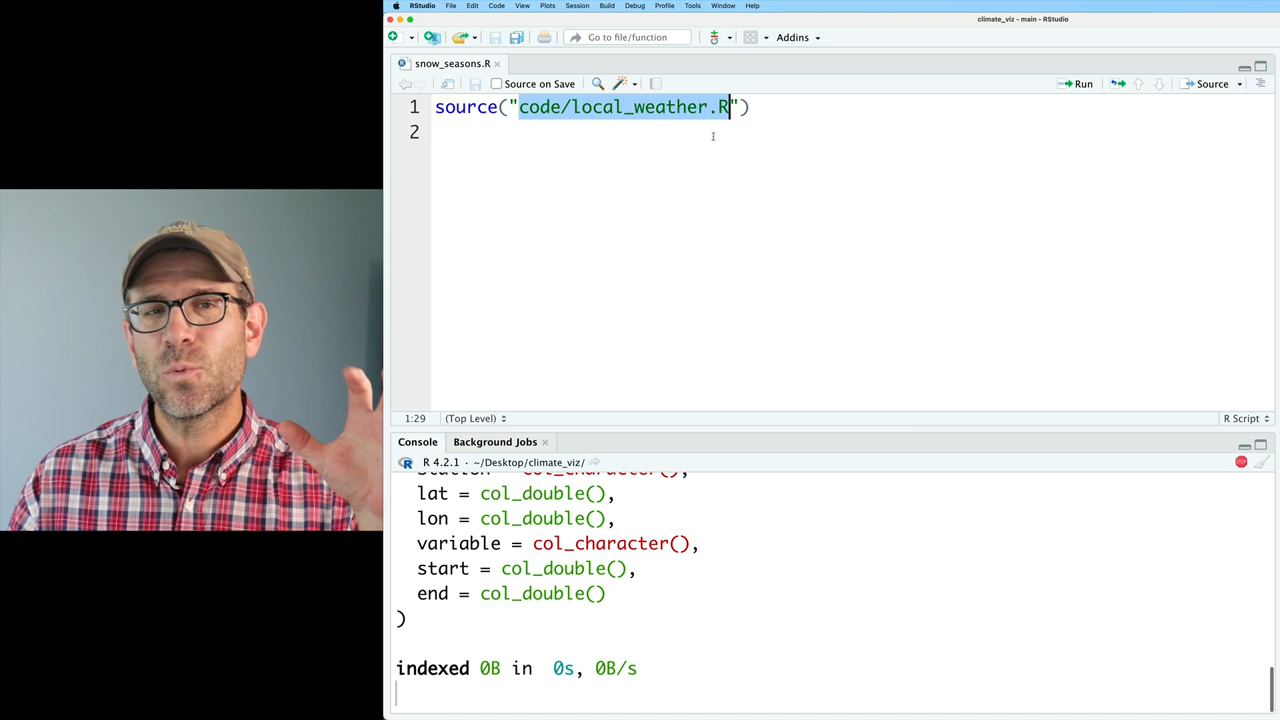 RStudio File Edit Code View Plots Session Build Debug Profile Tools Window Help
climate_viz - main - RStudio
Go to file/function Addins
snow_seasons.R
Source on Save Run Source
1 source("code/local_weather.R")
2
1:29 (Top Level) R Script
Console Background Jobs
R 4.2.1 · ~/Desktop/climate_viz/
station = col_character(),
lat = col_double(),
lon = col_double(),
variable = col_character(),
start = col_double(),
end = col_double()
)
indexed 0B in 0s, 0B/s